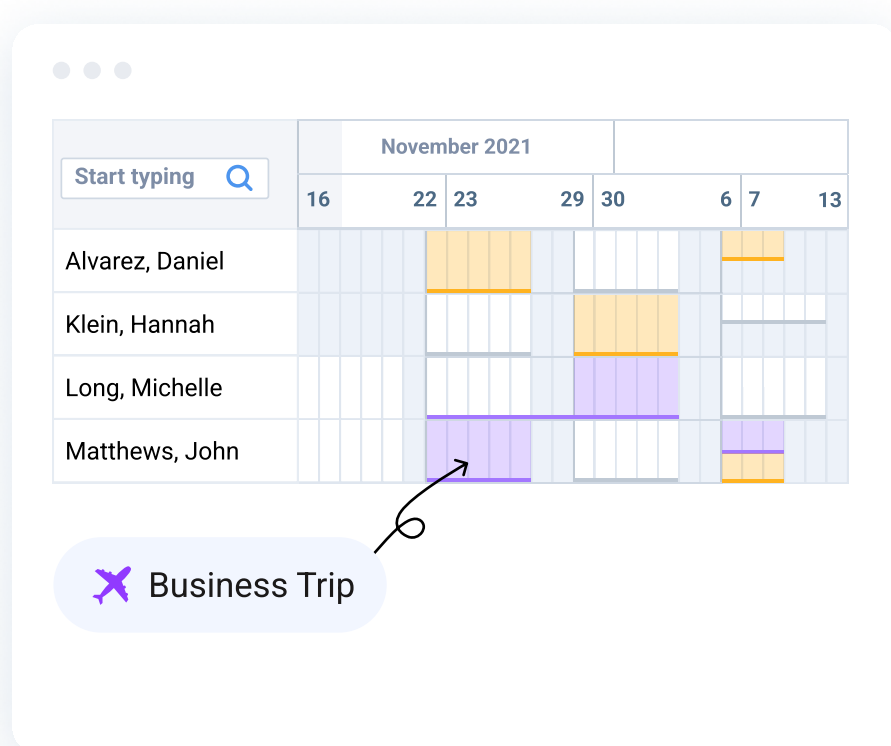 November 2021
Start typing
16 22 23 29 30 6 7 13
Alvarez, Daniel
Klein, Hannah
Long, Michelle
Matthews, John
Business Trip